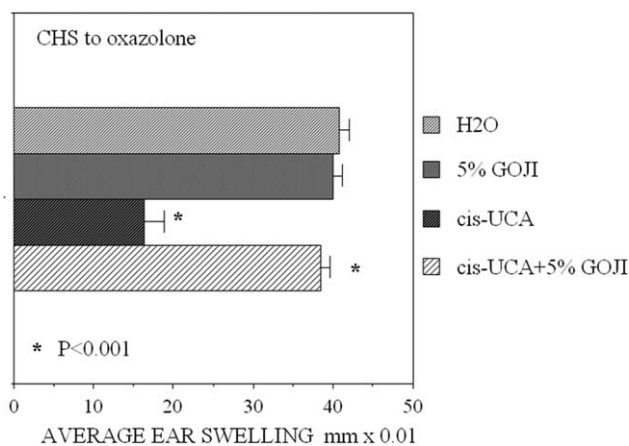 CHS to oxazolone
H2O
5% GOJI
cis-UCA
*
cis-UCA+5% GOJI
*
* P<0.001
0 10 20 30 40 50
AVERAGE EAR SWELLING mm x 0.01